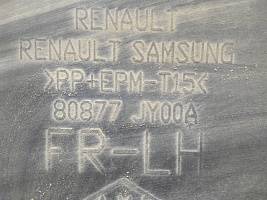 RENAULT
RENAULT SAMSUNG
>PP+EPM-T15<
80877 JY00A
FR-LH